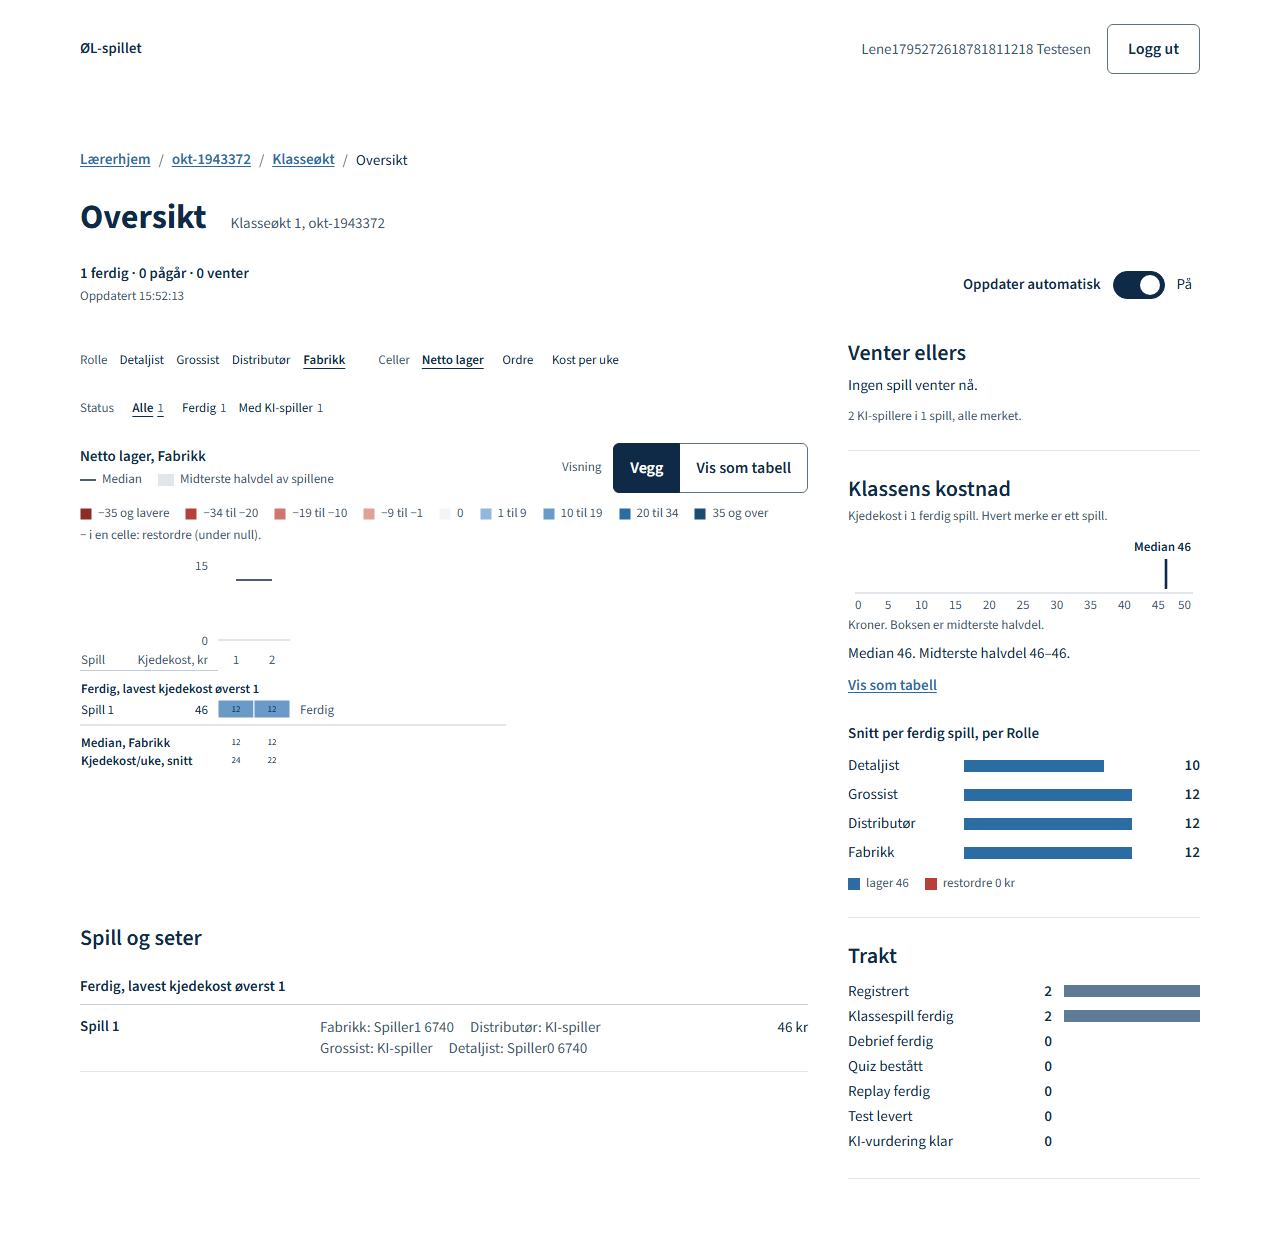 ØL-spillet
Lene1795272618781811218 Testesen
Logg ut
Lærerhjem / okt-1943372 / Klasseøkt / Oversikt
Oversikt Klasseøkt 1, okt-1943372
1 ferdig · 0 pågår · 0 venter
Oppdatert 15:52:13
Oppdater automatisk På
Rolle Detaljist Grossist Distributør Fabrikk Celler Netto lager Ordre Kost per uke
Status Alle 1 Ferdig 1 Med KI-spiller 1
Netto lager, Fabrikk
Median Midterste halvdel av spillene
Visning Vegg Vis som tabell
−35 og lavere −34 til −20 −19 til −10 −9 til −1 0 1 til 9 10 til 19 20 til 34 35 og over
− i en celle: restordre (under null).
15
0
Spill Kjedekost, kr 1 2
Ferdig, lavest kjedekost øverst 1
Spill 1 46 12 12 Ferdig
Median, Fabrikk 12 12
Kjedekost/uke, snitt 24 22
Spill og seter
Ferdig, lavest kjedekost øverst 1
Spill 1 Fabrikk: Spiller1 6740 Distributør: KI-spiller 46 kr
Grossist: KI-spiller Detaljist: Spiller0 6740
Venter ellers
Ingen spill venter nå.
2 KI-spillere i 1 spill, alle merket.
Klassens kostnad
Kjedekost i 1 ferdig spill. Hvert merke er ett spill.
Median 46
0 5 10 15 20 25 30 35 40 45 50
Kroner. Boksen er midterste halvdel.
Median 46. Midterste halvdel 46–46.
Vis som tabell
Snitt per ferdig spill, per Rolle
Detaljist 10
Grossist 12
Distributør 12
Fabrikk 12
lager 46 restordre 0 kr
Trakt
Registrert 2
Klassespill ferdig 2
Debrief ferdig 0
Quiz bestått 0
Replay ferdig 0
Test levert 0
KI-vurdering klar 0